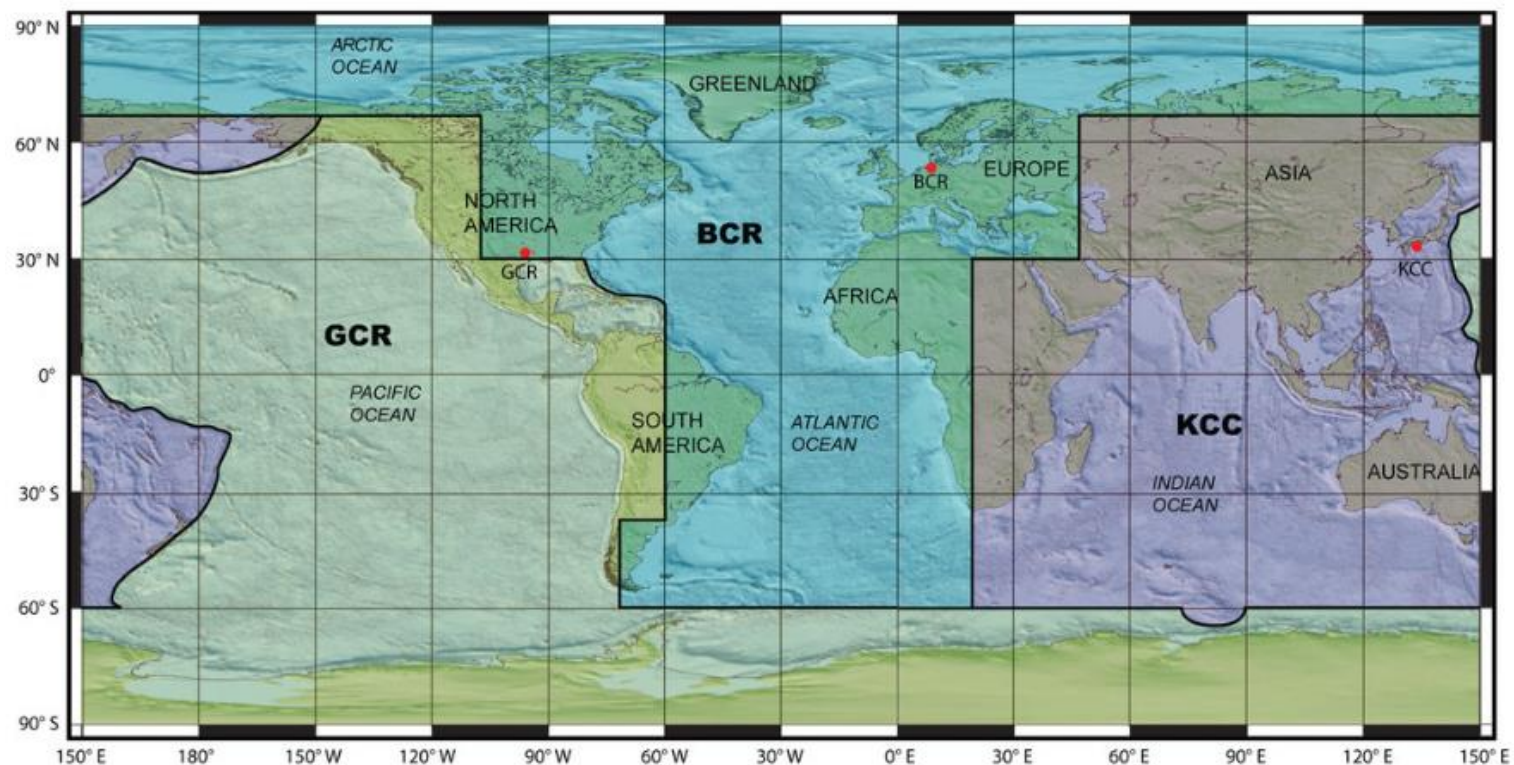 90° N
60° N
30° N
0°
30° S
60° S
90° S
ARCTIC
OCEAN
GREENLAND
NORTH
AMERICA
GCR
BCR
EUROPE
BCR
ASIA
KCC
AFRICA
GCR
PACIFIC
OCEAN
SOUTH
AMERICA
ATLANTIC
OCEAN
KCC
INDIAN
OCEAN
AUSTRALIA
150° E
180°
150° W
120° W
90° W
60° W
30° W
0° E
30° E
60° E
90° E
120° E
150° E